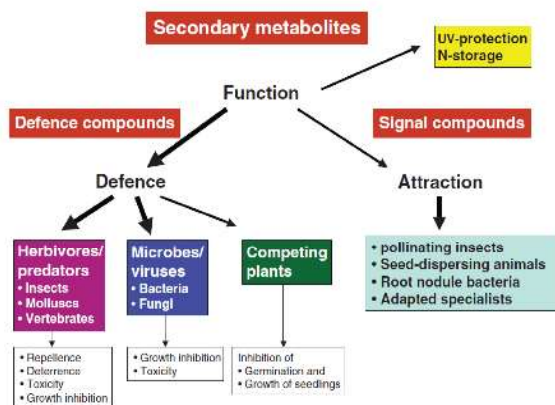 Secondary metabolites
UV-protection
N-storage
Function
Defence compounds
Signal compounds
Defence
Attraction
Herbivores/
predators
• Insects
• Molluscs
• Vertebrates
Microbes/
viruses
• Bacteria
• Fungi
Competing
plants
• pollinating insects
• Seed-dispersing animals
• Root nodule bacteria
• Adapted specialists
• Repellence
• Deterrence
• Toxicity
• Growth inhibition
• Growth inhibition
• Toxicity
Inhibition of
• Germination and
• Growth of seedlings